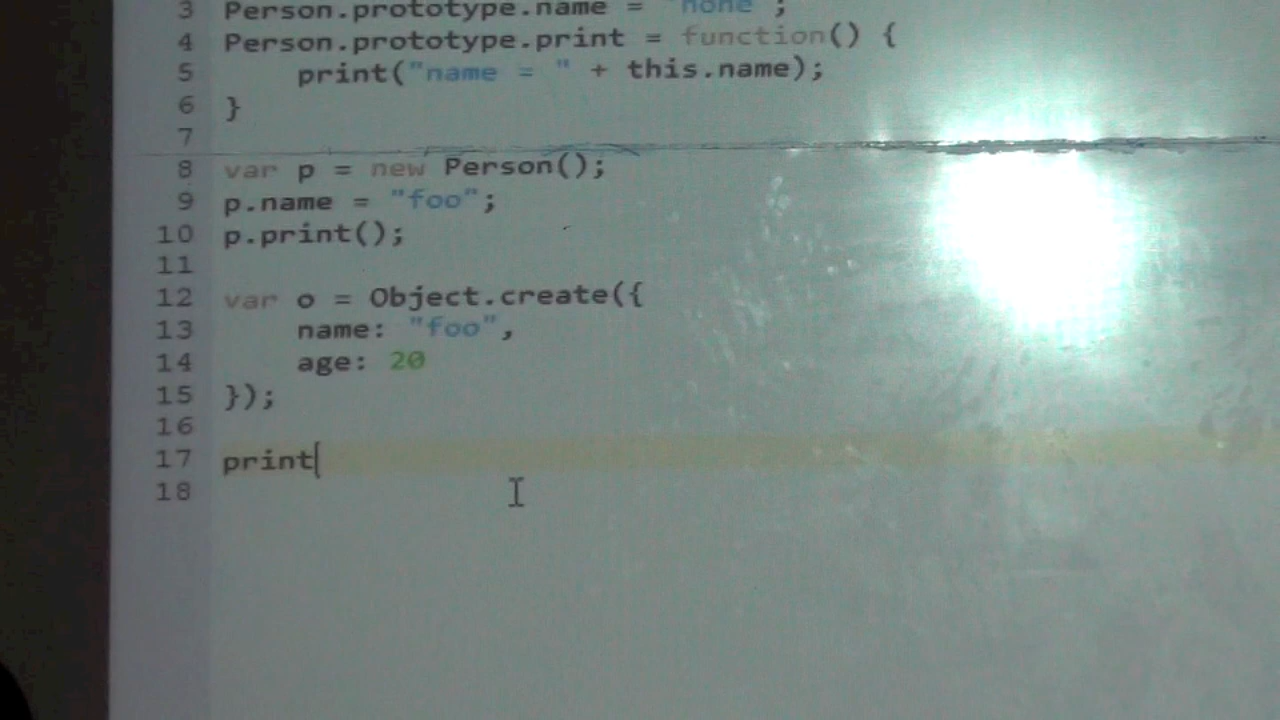 3 Person.prototype.name = "none";
4 Person.prototype.print = function() {
5 print("name = " + this.name);
6 }
7
8 var p = new Person();
9 p.name = "foo";
10 p.print();
11
12 var o = Object.create({
13 name: "foo",
14 age: 20
15 });
16
17 print
18